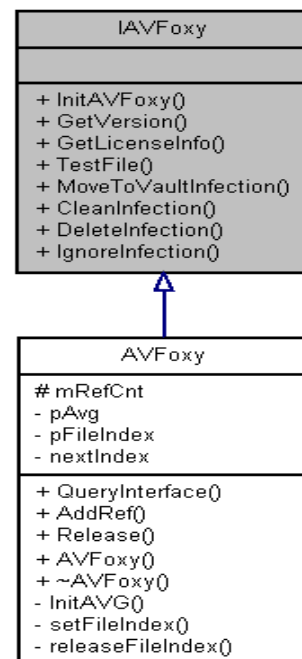 IAVFoxy
+ InitAVFoxy()
+ GetVersion()
+ GetLicenseInfo()
+ TestFile()
+ MoveToVaultInfection()
+ CleanInfection()
+ DeleteInfection()
+ IgnoreInfection()
AVFoxy
# mRefCnt
- pAvg
- pFileIndex
- nextIndex
+ QueryInterface()
+ AddRef()
+ Release()
+ AVFoxy()
+ ~AVFoxy()
- InitAVG()
- setFileIndex()
- releaseFileIndex()